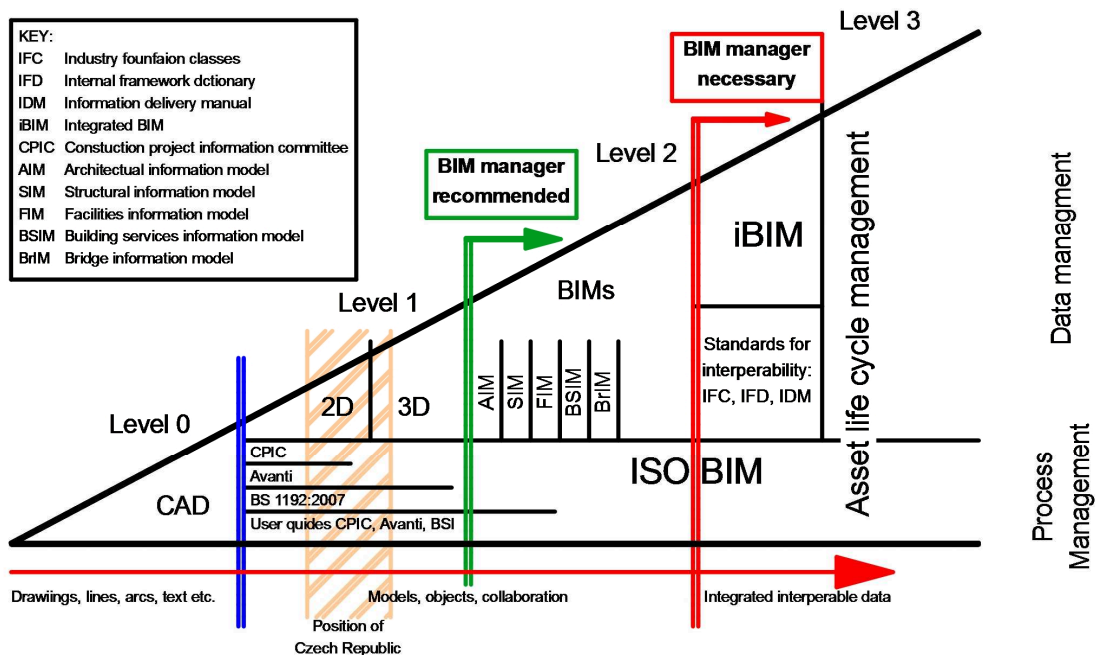 KEY:
IFC Industry founfaion classes
IFD Internal framework dctionary
IDM Information delivery manual
iBIM Integrated BIM
CPIC Constuction project information committee
AIM Architectual information model
SIM Structural information model
FIM Facilities information model
BSIM Building services information model
BrIM Bridge information model
Level 3
BIM manager
necessary
Level 2
BIM manager
recommended
iBIM
BIMs
Level 1
Standards for
interperability:
IFC, IFD, IDM
AIM
SIM
FIM
BSIM
BrIM
2D
3D
Level 0
Asset life cycle management
Data managment
CPIC
Avanti
BS 1192:2007
User quides CPIC, Avanti, BSI
CAD
ISO BIM
Process
Management
Drawiings, lines, arcs, text etc.
Models, objects, collaboration
Integrated interperable data
Position of
Czech Republic